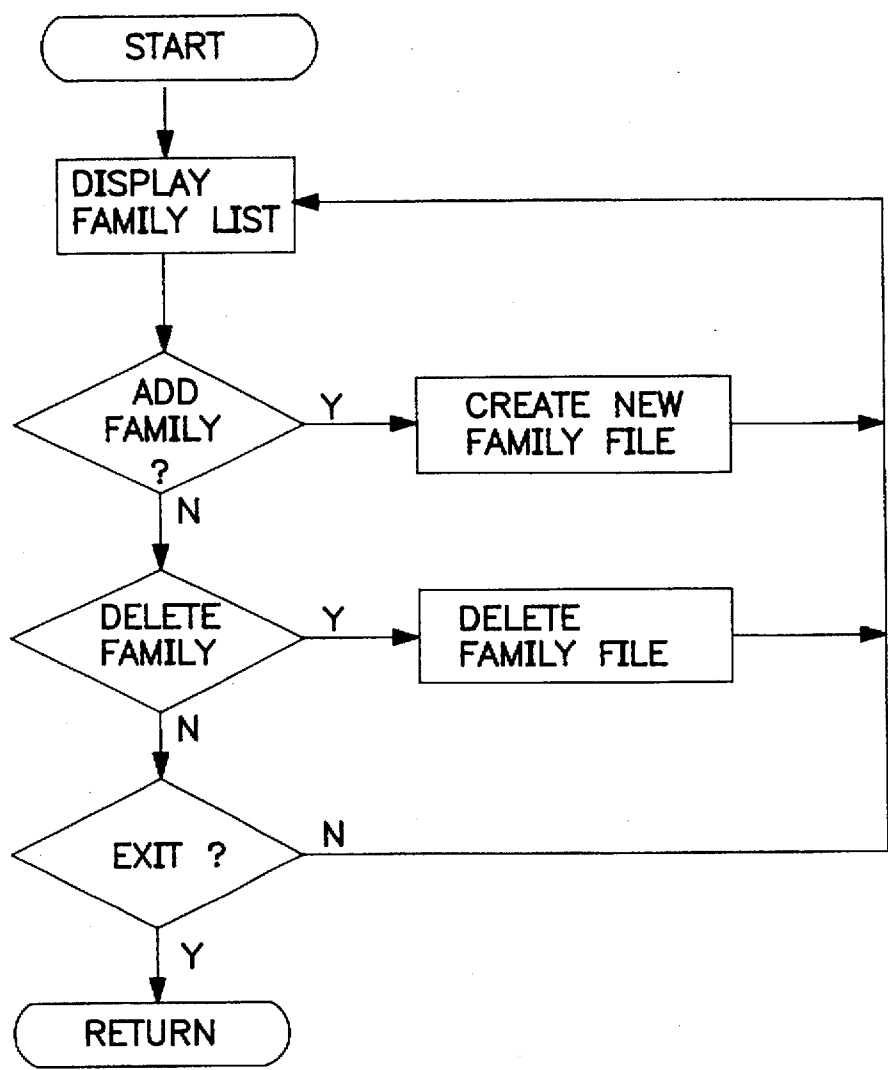 START
DISPLAY
FAMILY LIST
ADD
FAMILY
?
Y
CREATE NEW
FAMILY FILE
N
DELETE
FAMILY
Y
DELETE
FAMILY FILE
N
EXIT ?
N
Y
RETURN